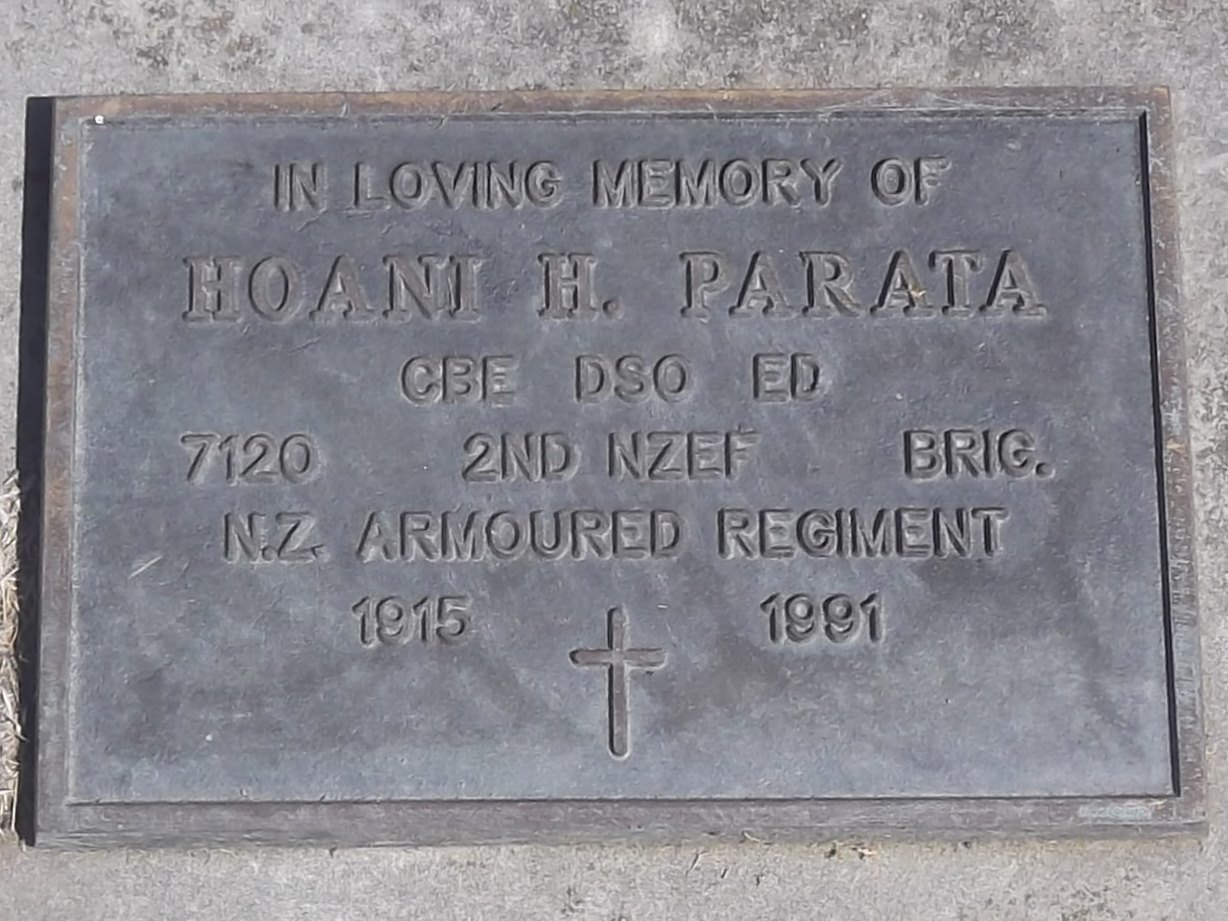 IN LOVING MEMORY OF
HOANI H. PARATA
CBE DSO ED
7120 2ND NZEF BRIG.
N.Z. ARMOURED REGIMENT
1915 1991